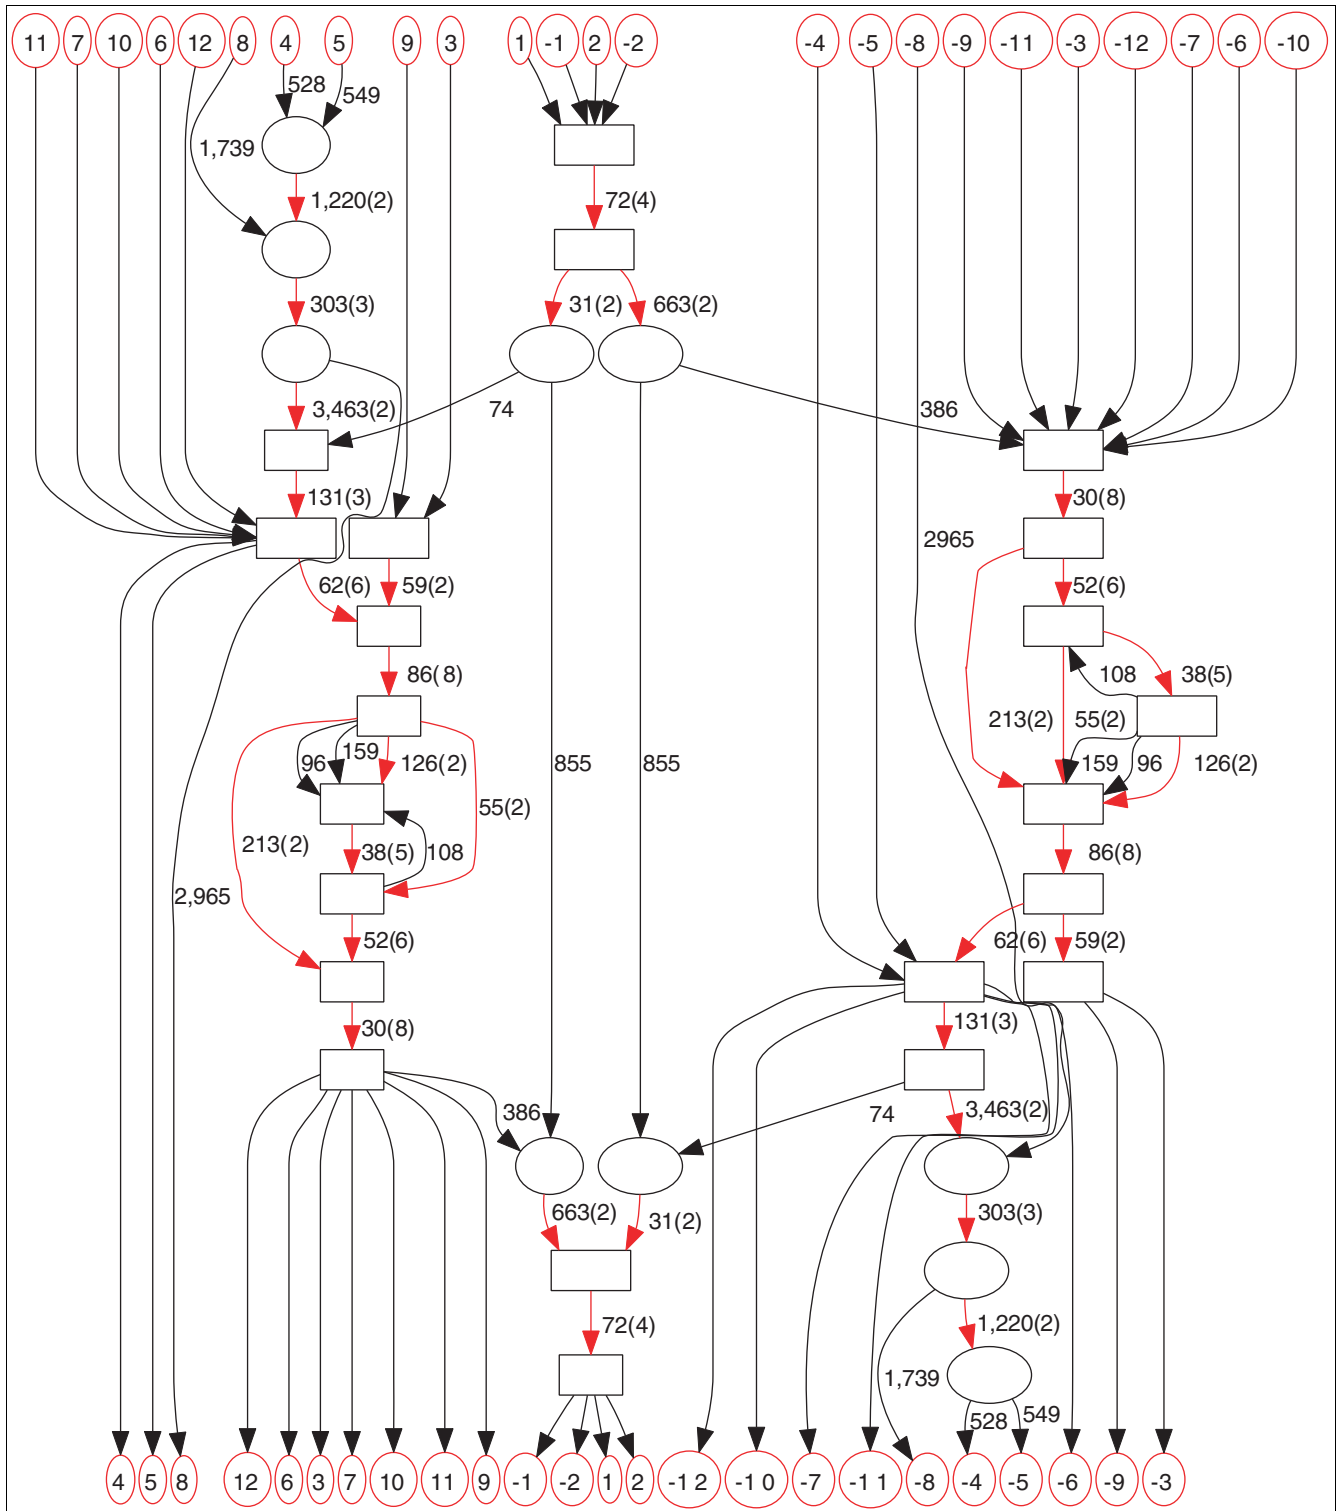 11 7 10 6 12 8 4 5 9 3 1 -1 2 -2 -4 -5 -8 -9 -11 -3 -12 -7 -6 -10
528 549
1,739
1,220(2) 72(4)
303(3) 31(2) 663(2)
3,463(2) 74 386
131(3) 30(8)
2965
62(6) 59(2) 52(6)
86(8) 108 38(5)
213(2) 55(2)
96 159 126(2) 855 855 159 96 126(2)
55(2)
213(2) 38(5) 108 86(8)
2,965
52(6) 62(6) 59(2)
30(8) 131(3)
386 74 3,463(2)
663(2) 31(2) 303(3)
72(4) 1,220(2)
1,739
528 549
4 5 8 12 6 3 7 10 11 9 -1 -2 1 2 -1 2 -1 0 -7 -1 1 -8 -4 -5 -6 -9 -3